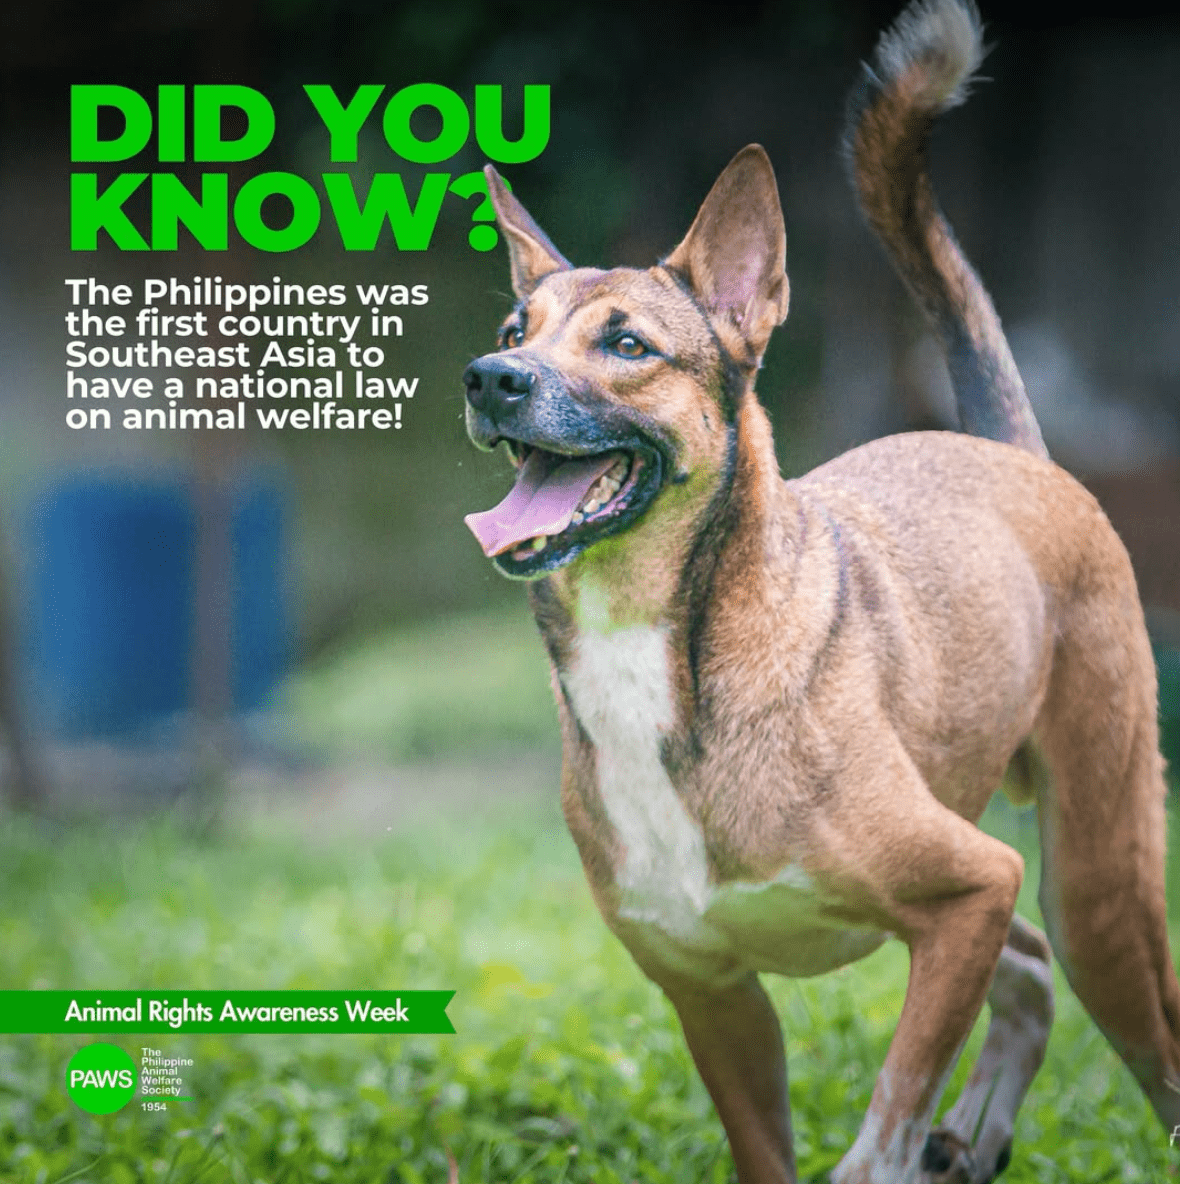 DID YOU
KNOW?
The Philippines was
the first country in
Southeast Asia to
have a national law
on animal welfare!
Animal Rights Awareness Week
PAWS
The
Philippine
Animal
Welfare
Society
1954